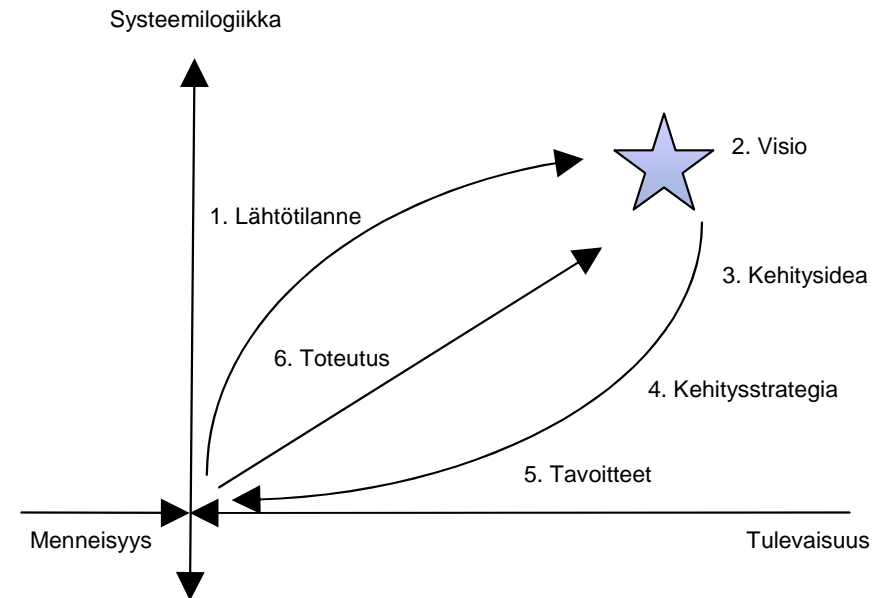 Systeemilogiikka
2. Visio
1. Lähtötilanne
3. Kehitysidea
6. Toteutus
4. Kehitysstrategia
5. Tavoitteet
Menneisyys
Tulevaisuus